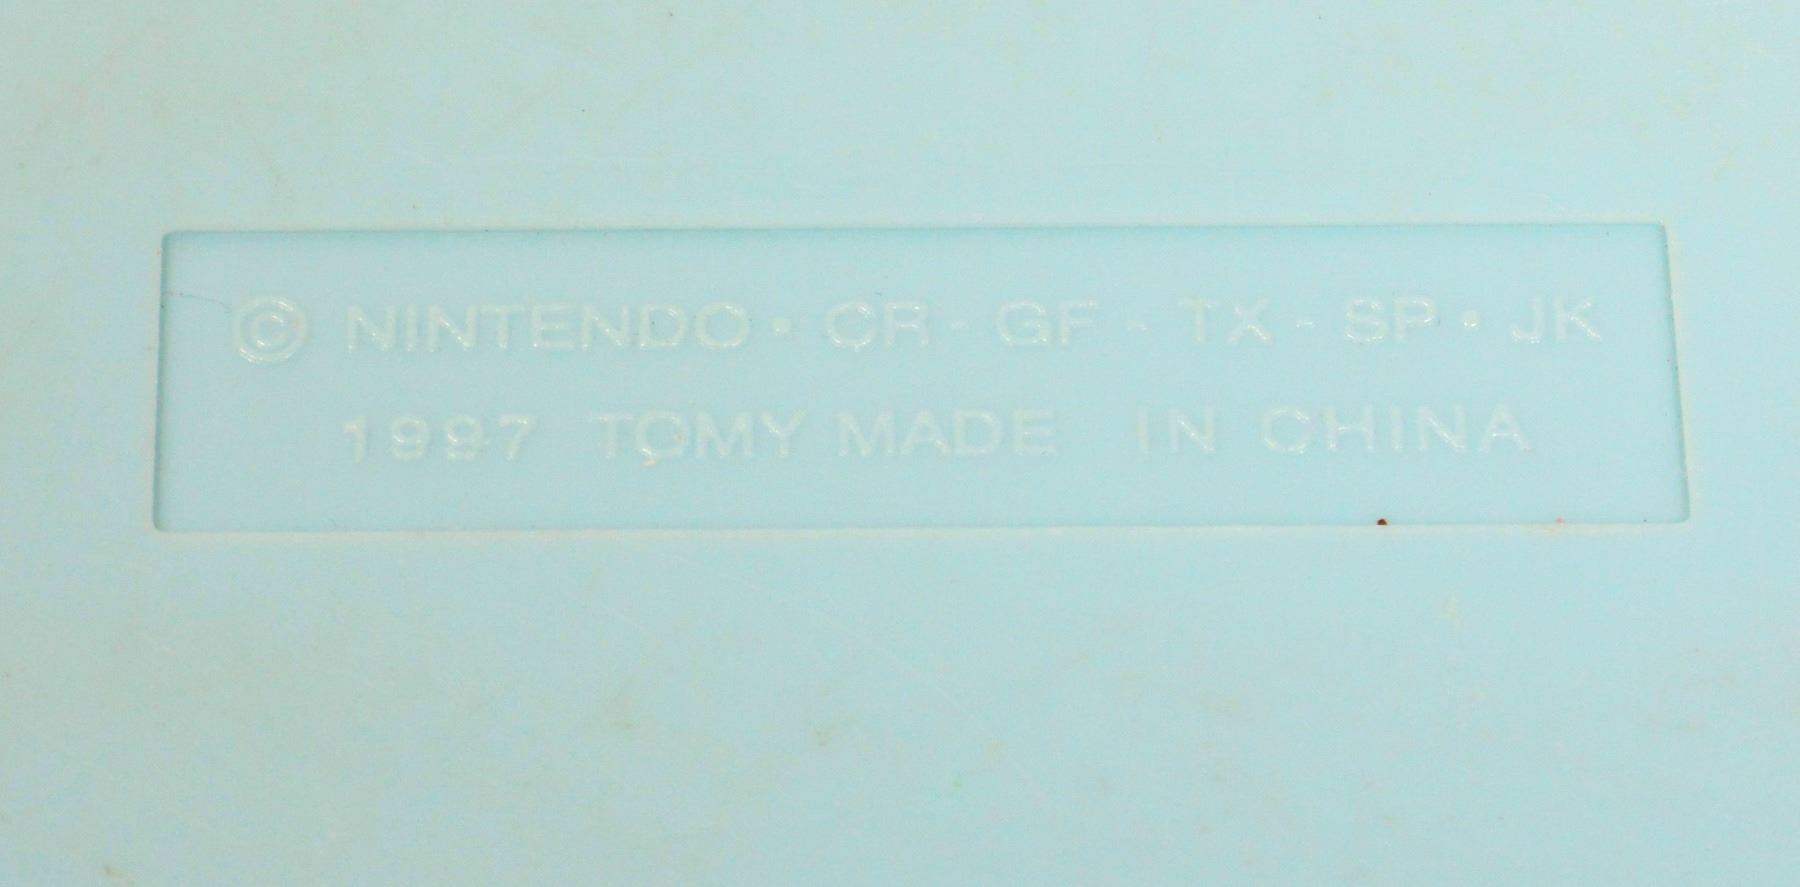 © NINTENDO · CR - GF - TX - SP · JK
1997 TOMY MADE IN CHINA